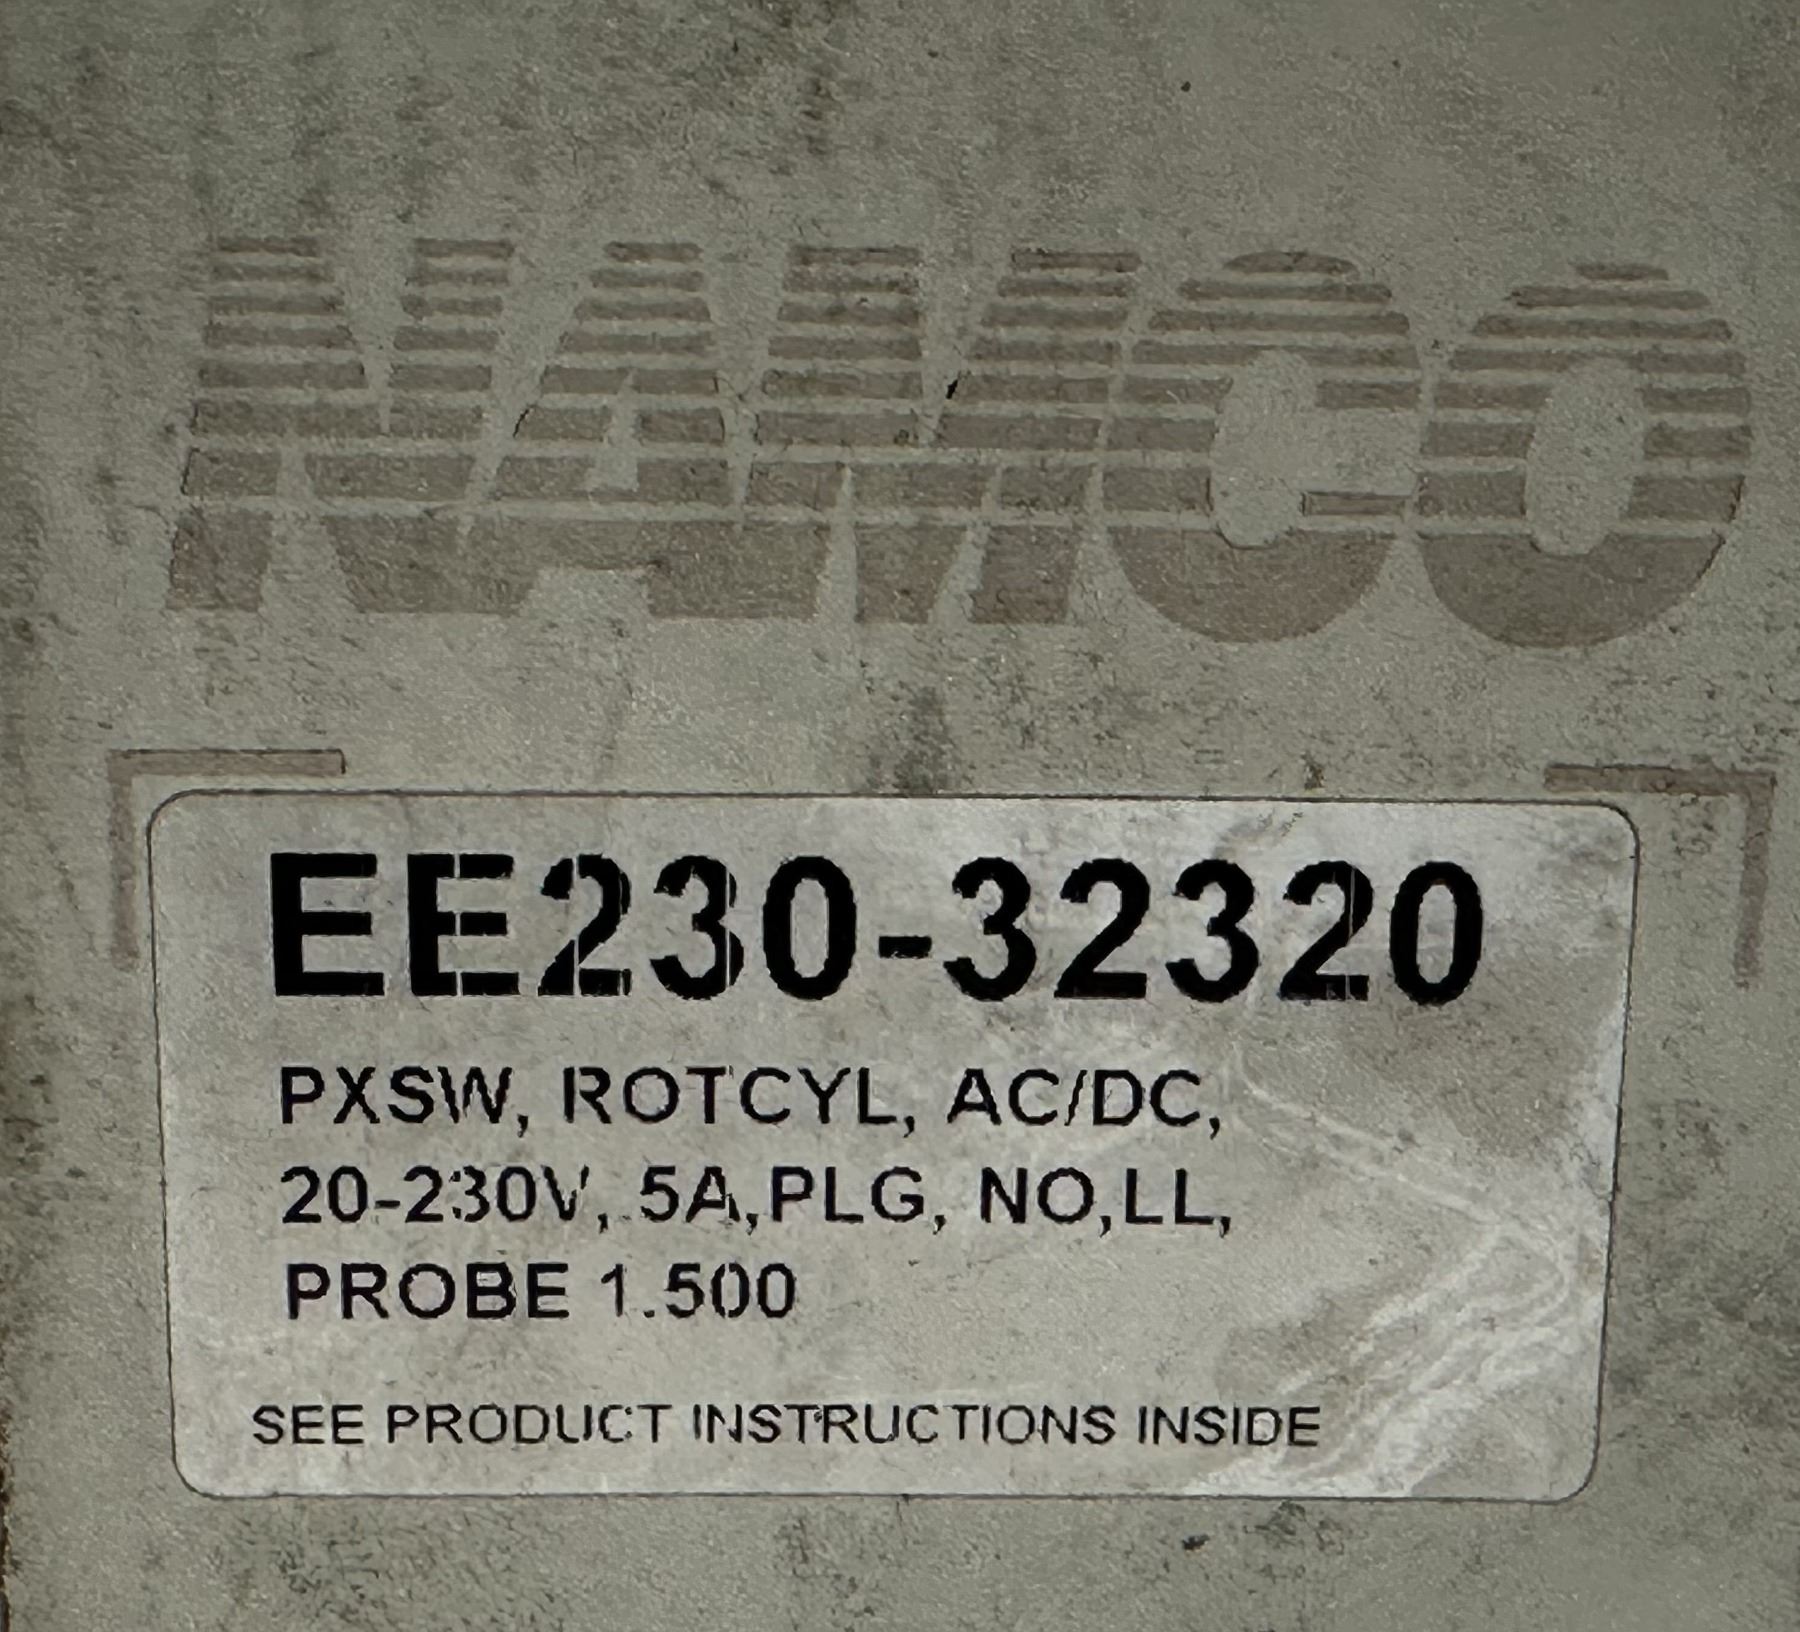 NAMCO
EE230-32320
PXSW, ROTCYL, AC/DC,
20-230V, .5A,PLG, NO,LL,
PROBE 1.500
SEE PRODUCT INSTRUCTIONS INSIDE